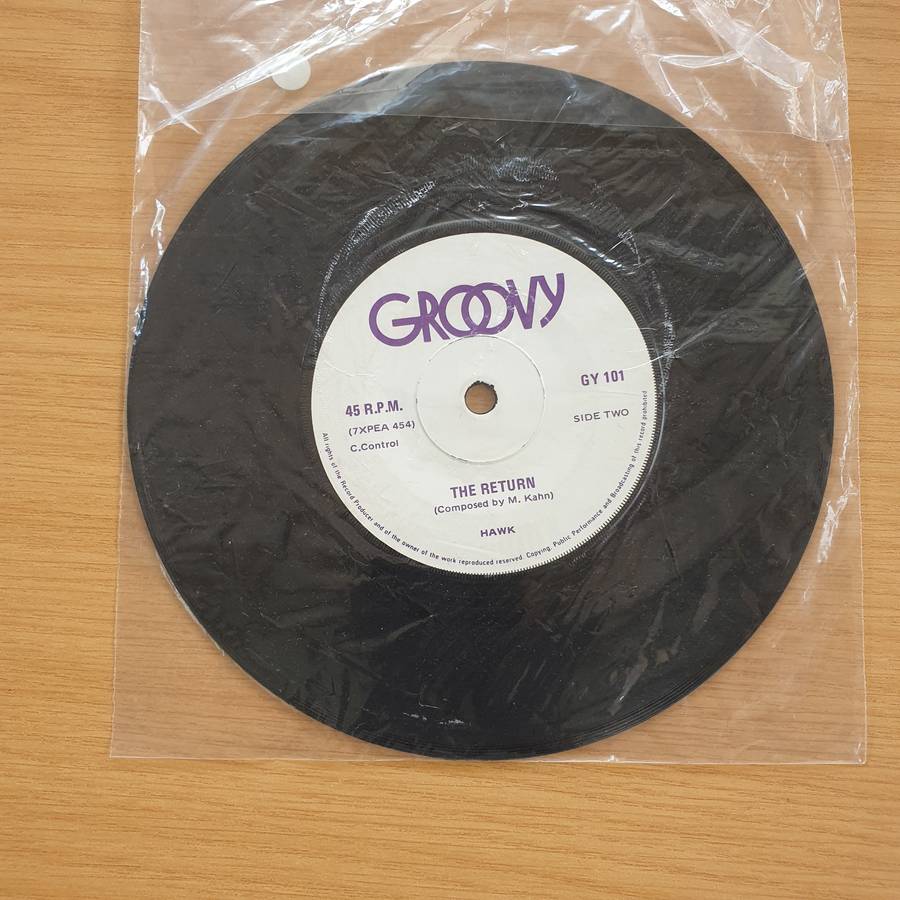 GROOVY
45 R.P.M.
(7XPEA 454)
C.Control
GY 101
SIDE TWO
THE RETURN
(Composed by M. Kahn)
HAWK
All rights of the Record Producer and of the owner of the work reproduced reserved. Copying, Public Performance and Broadcasting of this record prohibited